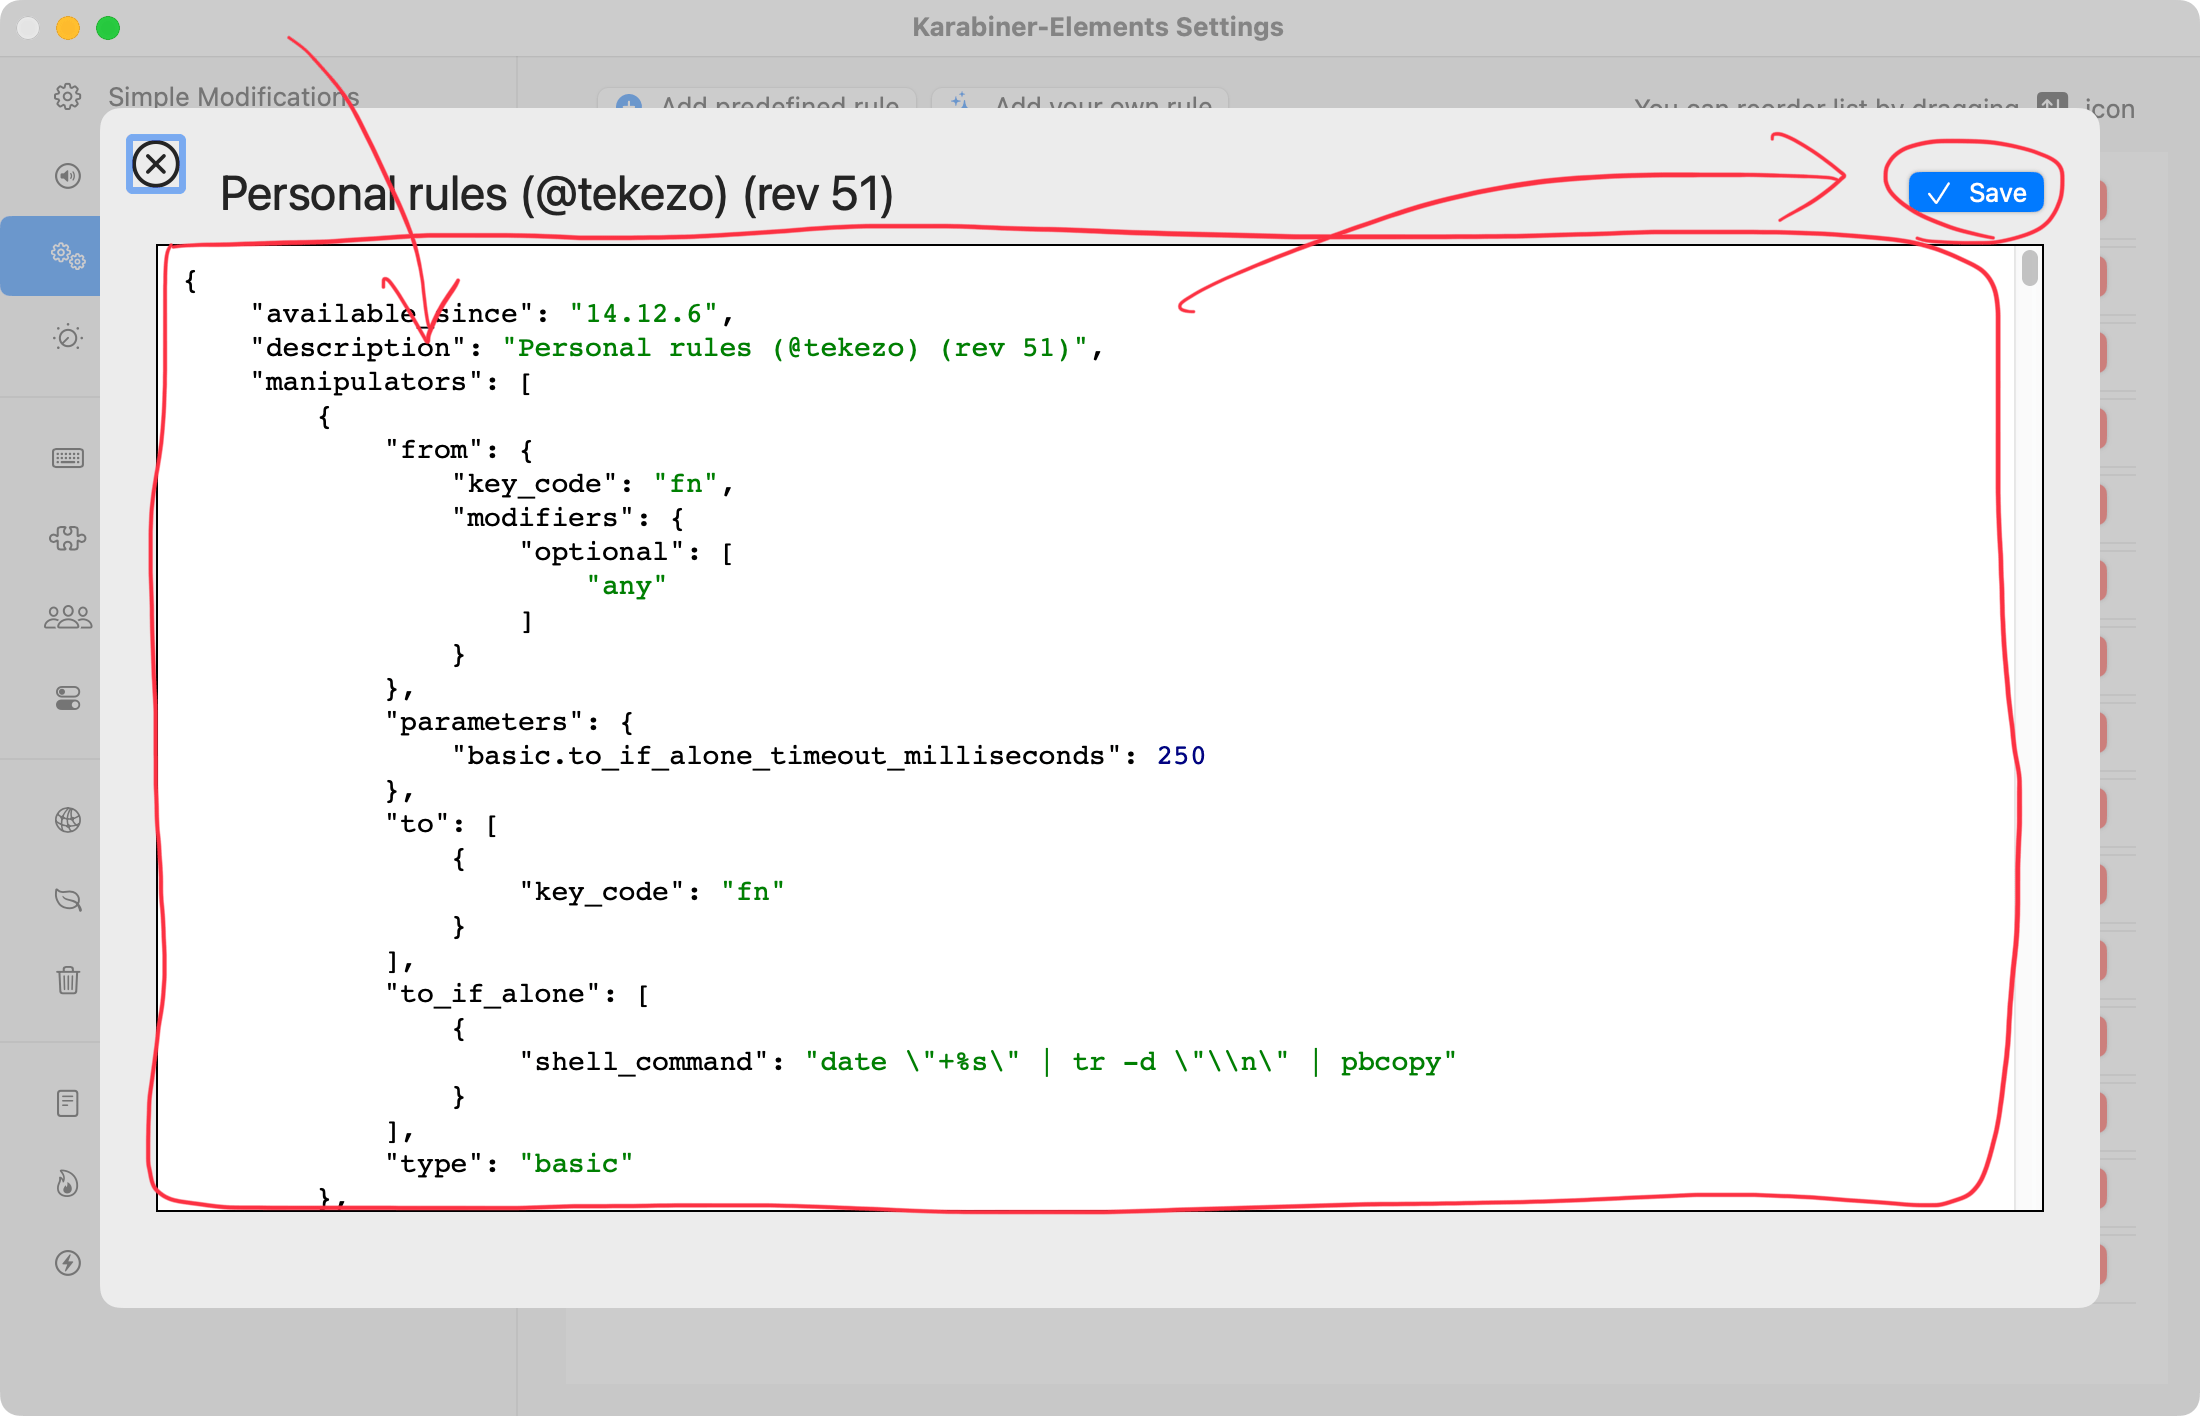 Karabiner-Elements Settings
Simple Modifications
Add predefined rule
Add your own rule
You can reorder list by dragging icon
Personal rules (@tekezo) (rev 51)
Save
{
    "available_since": "14.12.6",
    "description": "Personal rules (@tekezo) (rev 51)",
    "manipulators": [
        {
            "from": {
                "key_code": "fn",
                "modifiers": {
                    "optional": [
                        "any"
                    ]
                }
            },
            "parameters": {
                "basic.to_if_alone_timeout_milliseconds": 250
            },
            "to": [
                {
                    "key_code": "fn"
                }
            ],
            "to_if_alone": [
                {
                    "shell_command": "date \"+%s\" | tr -d \"\\n\" | pbcopy"
                }
            ],
            "type": "basic"
        },